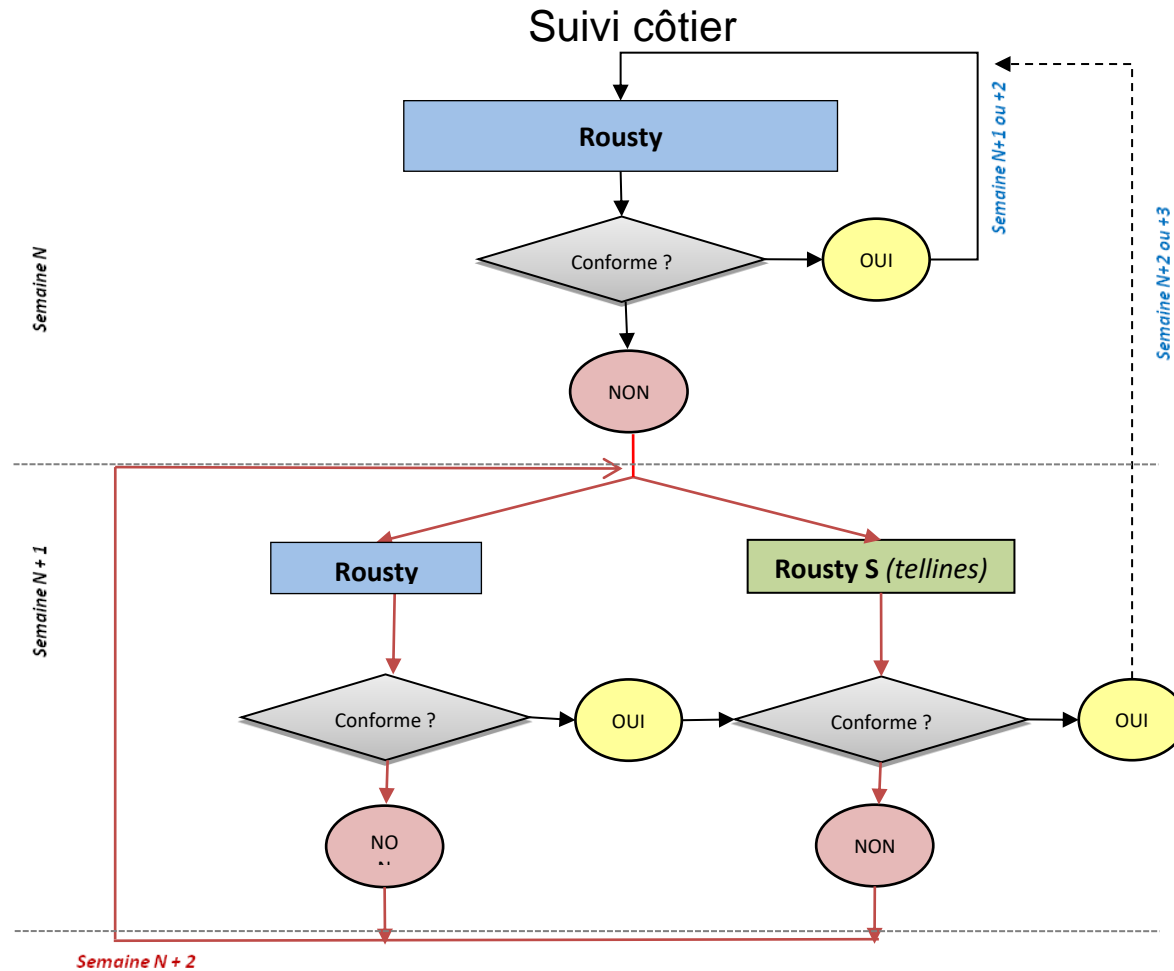 Suivi côtier
Rousty
Semaine N+1 ou +2
Semaine N+2 ou +3
Semaine N
Conforme ?
OUI
NON
Semaine N + 1
Rousty
Rousty S (tellines)
Conforme ?
OUI
Conforme ?
OUI
NO
NON
Semaine N + 2